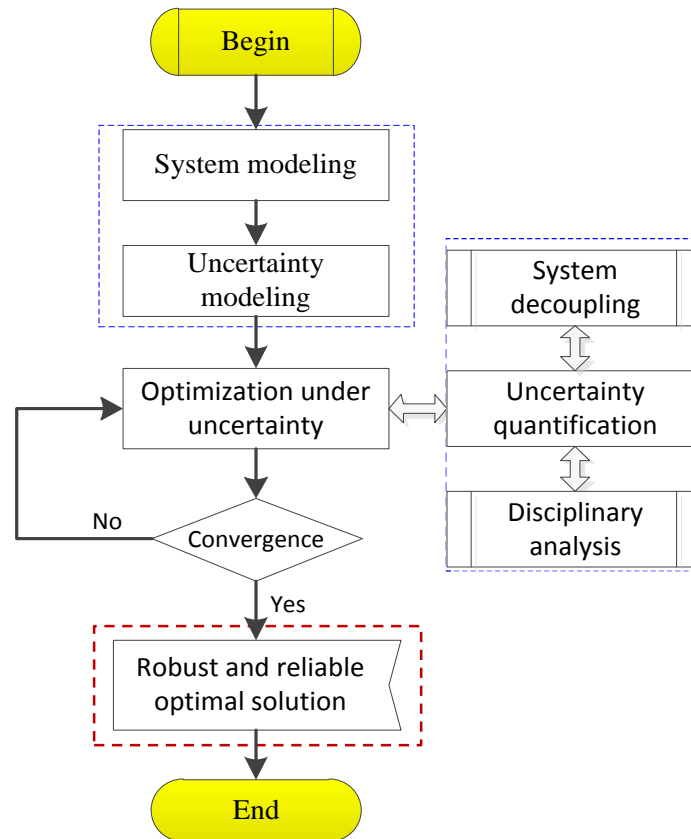 Begin
System modeling
Uncertainty
modeling
System
decoupling
Optimization under
uncertainty
Uncertainty
quantification
Disciplinary
analysis
No
Convergence
Yes
Robust and reliable
optimal solution
End